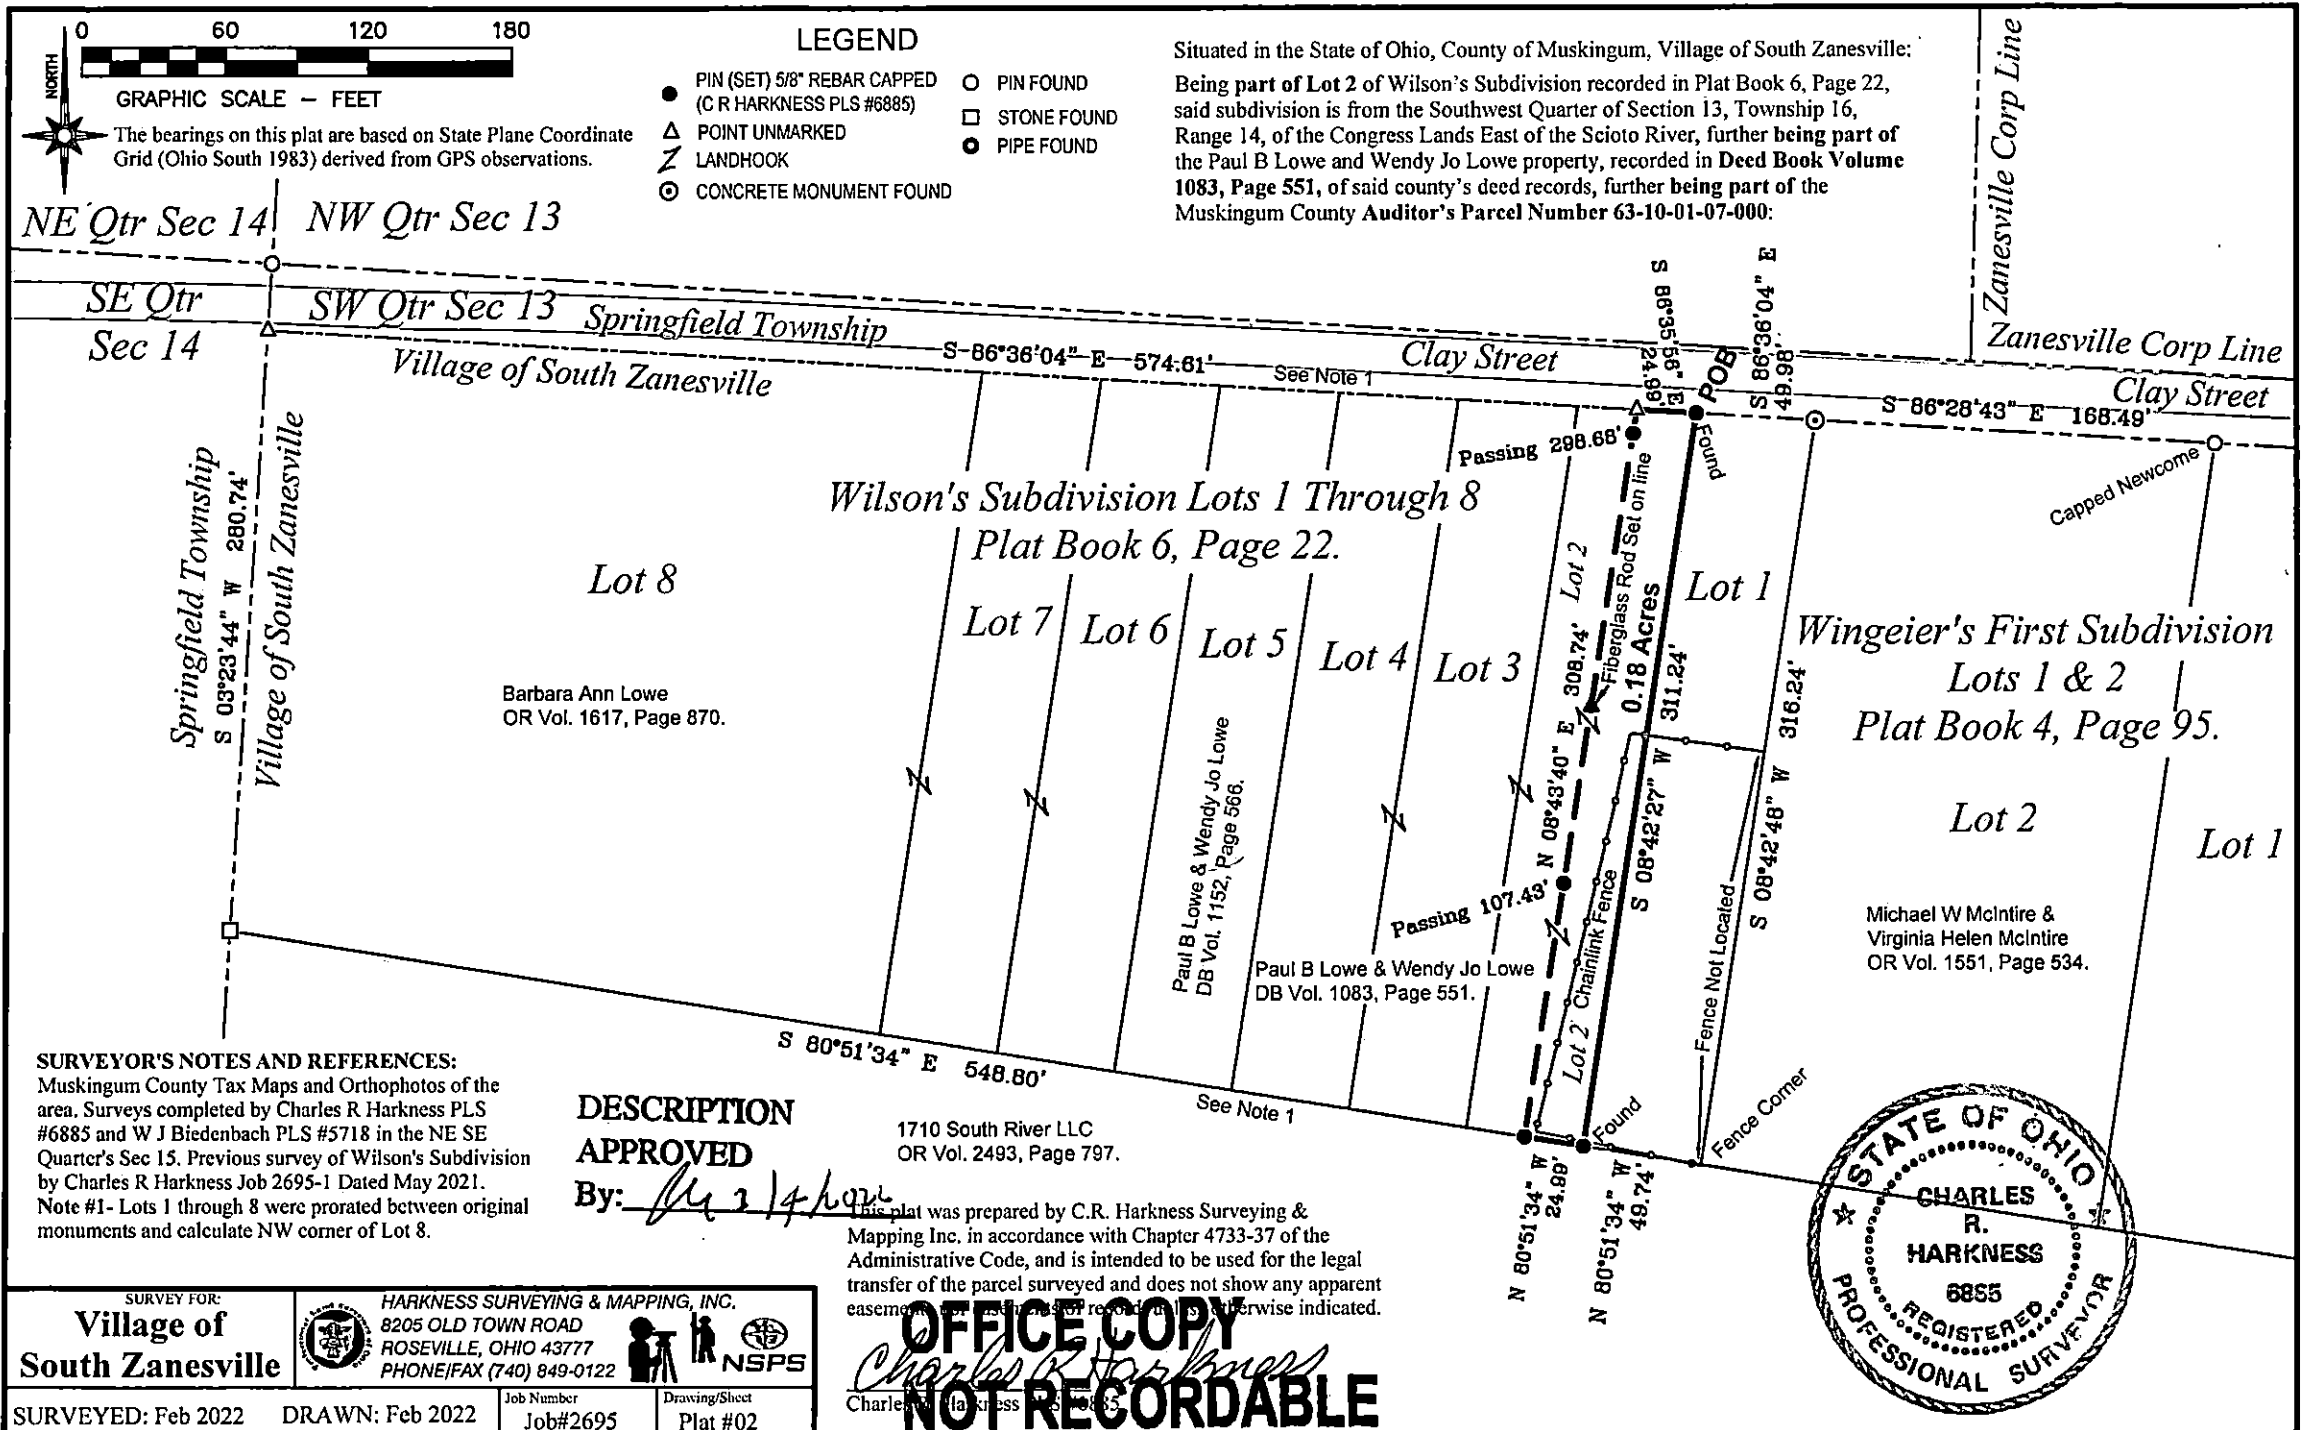 0 60 120 180
NORTH
GRAPHIC SCALE – FEET
The bearings on this plat are based on State Plane Coordinate
Grid (Ohio South 1983) derived from GPS observations.
LEGEND
PIN (SET) 5/8" REBAR CAPPED
(C R HARKNESS PLS #6885)
POINT UNMARKED
LANDHOOK
CONCRETE MONUMENT FOUND
PIN FOUND
STONE FOUND
PIPE FOUND
Situated in the State of Ohio, County of Muskingum, Village of South Zanesville:
Being part of Lot 2 of Wilson's Subdivision recorded in Plat Book 6, Page 22,
said subdivision is from the Southwest Quarter of Section 13, Township 16,
Range 14, of the Congress Lands East of the Scioto River, further being part of
the Paul B Lowe and Wendy Jo Lowe property, recorded in Deed Book Volume
1083, Page 551, of said county's deed records, further being part of the
Muskingum County Auditor's Parcel Number 63-10-01-07-000:
Zanesville Corp Line
Zanesville Corp Line
NE Qtr Sec 14
NW Qtr Sec 13
SE Qtr
Sec 14
SW Qtr Sec 13
Springfield Township
Village of South Zanesville
S 86°36'04" E 574.61'
See Note 1
Clay Street
S 86°35'56" E
24.99'
POB
S 86°36'04" E
49.98'
Clay Street
S 86°28'43" E 168.49'
Springfield Township
S 03°23'44" W 280.74'
Village of South Zanesville
Passing 298.68'
Found
Capped Newcome
Wilson's Subdivision Lots 1 Through 8
Plat Book 6, Page 22.
Lot 8
Lot 7
Lot 6
Lot 5
Lot 4
Lot 3
Lot 2
Lot 1
Fiberglass Rod Set on line
0.18 Acres
N 08°43'40" E 308.74'
S 08°42'27" W 311.24'
S 08°42'48" W 316.24'
Wingeier's First Subdivision
Lots 1 & 2
Plat Book 4, Page 95.
Lot 2
Lot 1
Barbara Ann Lowe
OR Vol. 1617, Page 870.
Paul B Lowe & Wendy Jo Lowe
DB Vol. 1152, Page 566.
Passing 107.43'
Paul B Lowe & Wendy Jo Lowe
DB Vol. 1083, Page 551.
Lot 2
Chainlink Fence
Fence Not Located
Michael W McIntire &
Virginia Helen McIntire
OR Vol. 1551, Page 534.
S 80°51'34" E 548.80'
See Note 1
Found
Fence Corner
N 80°51'34" W
24.99'
N 80°51'34" W
49.74'
SURVEYOR'S NOTES AND REFERENCES:
Muskingum County Tax Maps and Orthophotos of the
area. Surveys completed by Charles R Harkness PLS
#6885 and W J Biedenbach PLS #5718 in the NE SE
Quarter's Sec 15. Previous survey of Wilson's Subdivision
by Charles R Harkness Job 2695-1 Dated May 2021.
Note #1- Lots 1 through 8 were prorated between original
monuments and calculate NW corner of Lot 8.
DESCRIPTION
APPROVED
By:
1710 South River LLC
OR Vol. 2493, Page 797.
This plat was prepared by C.R. Harkness Surveying &
Mapping Inc. in accordance with Chapter 4733-37 of the
Administrative Code, and is intended to be used for the legal
transfer of the parcel surveyed and does not show any apparent
easements nor easements of record unless otherwise indicated.
OFFICE COPY
Charles R Harkness
NOT RECORDABLE
Charles R Harkness PLS #6885
STATE OF OHIO
CHARLES
R.
HARKNESS
6885
REGISTERED
PROFESSIONAL SURVEYOR
SURVEY FOR:
Village of
South Zanesville
HARKNESS SURVEYING & MAPPING, INC.
8205 OLD TOWN ROAD
ROSEVILLE, OHIO 43777
PHONE/FAX (740) 849-0122
NSPS
SURVEYED: Feb 2022
DRAWN: Feb 2022
Job Number
Job#2695
Drawing/Sheet
Plat #02